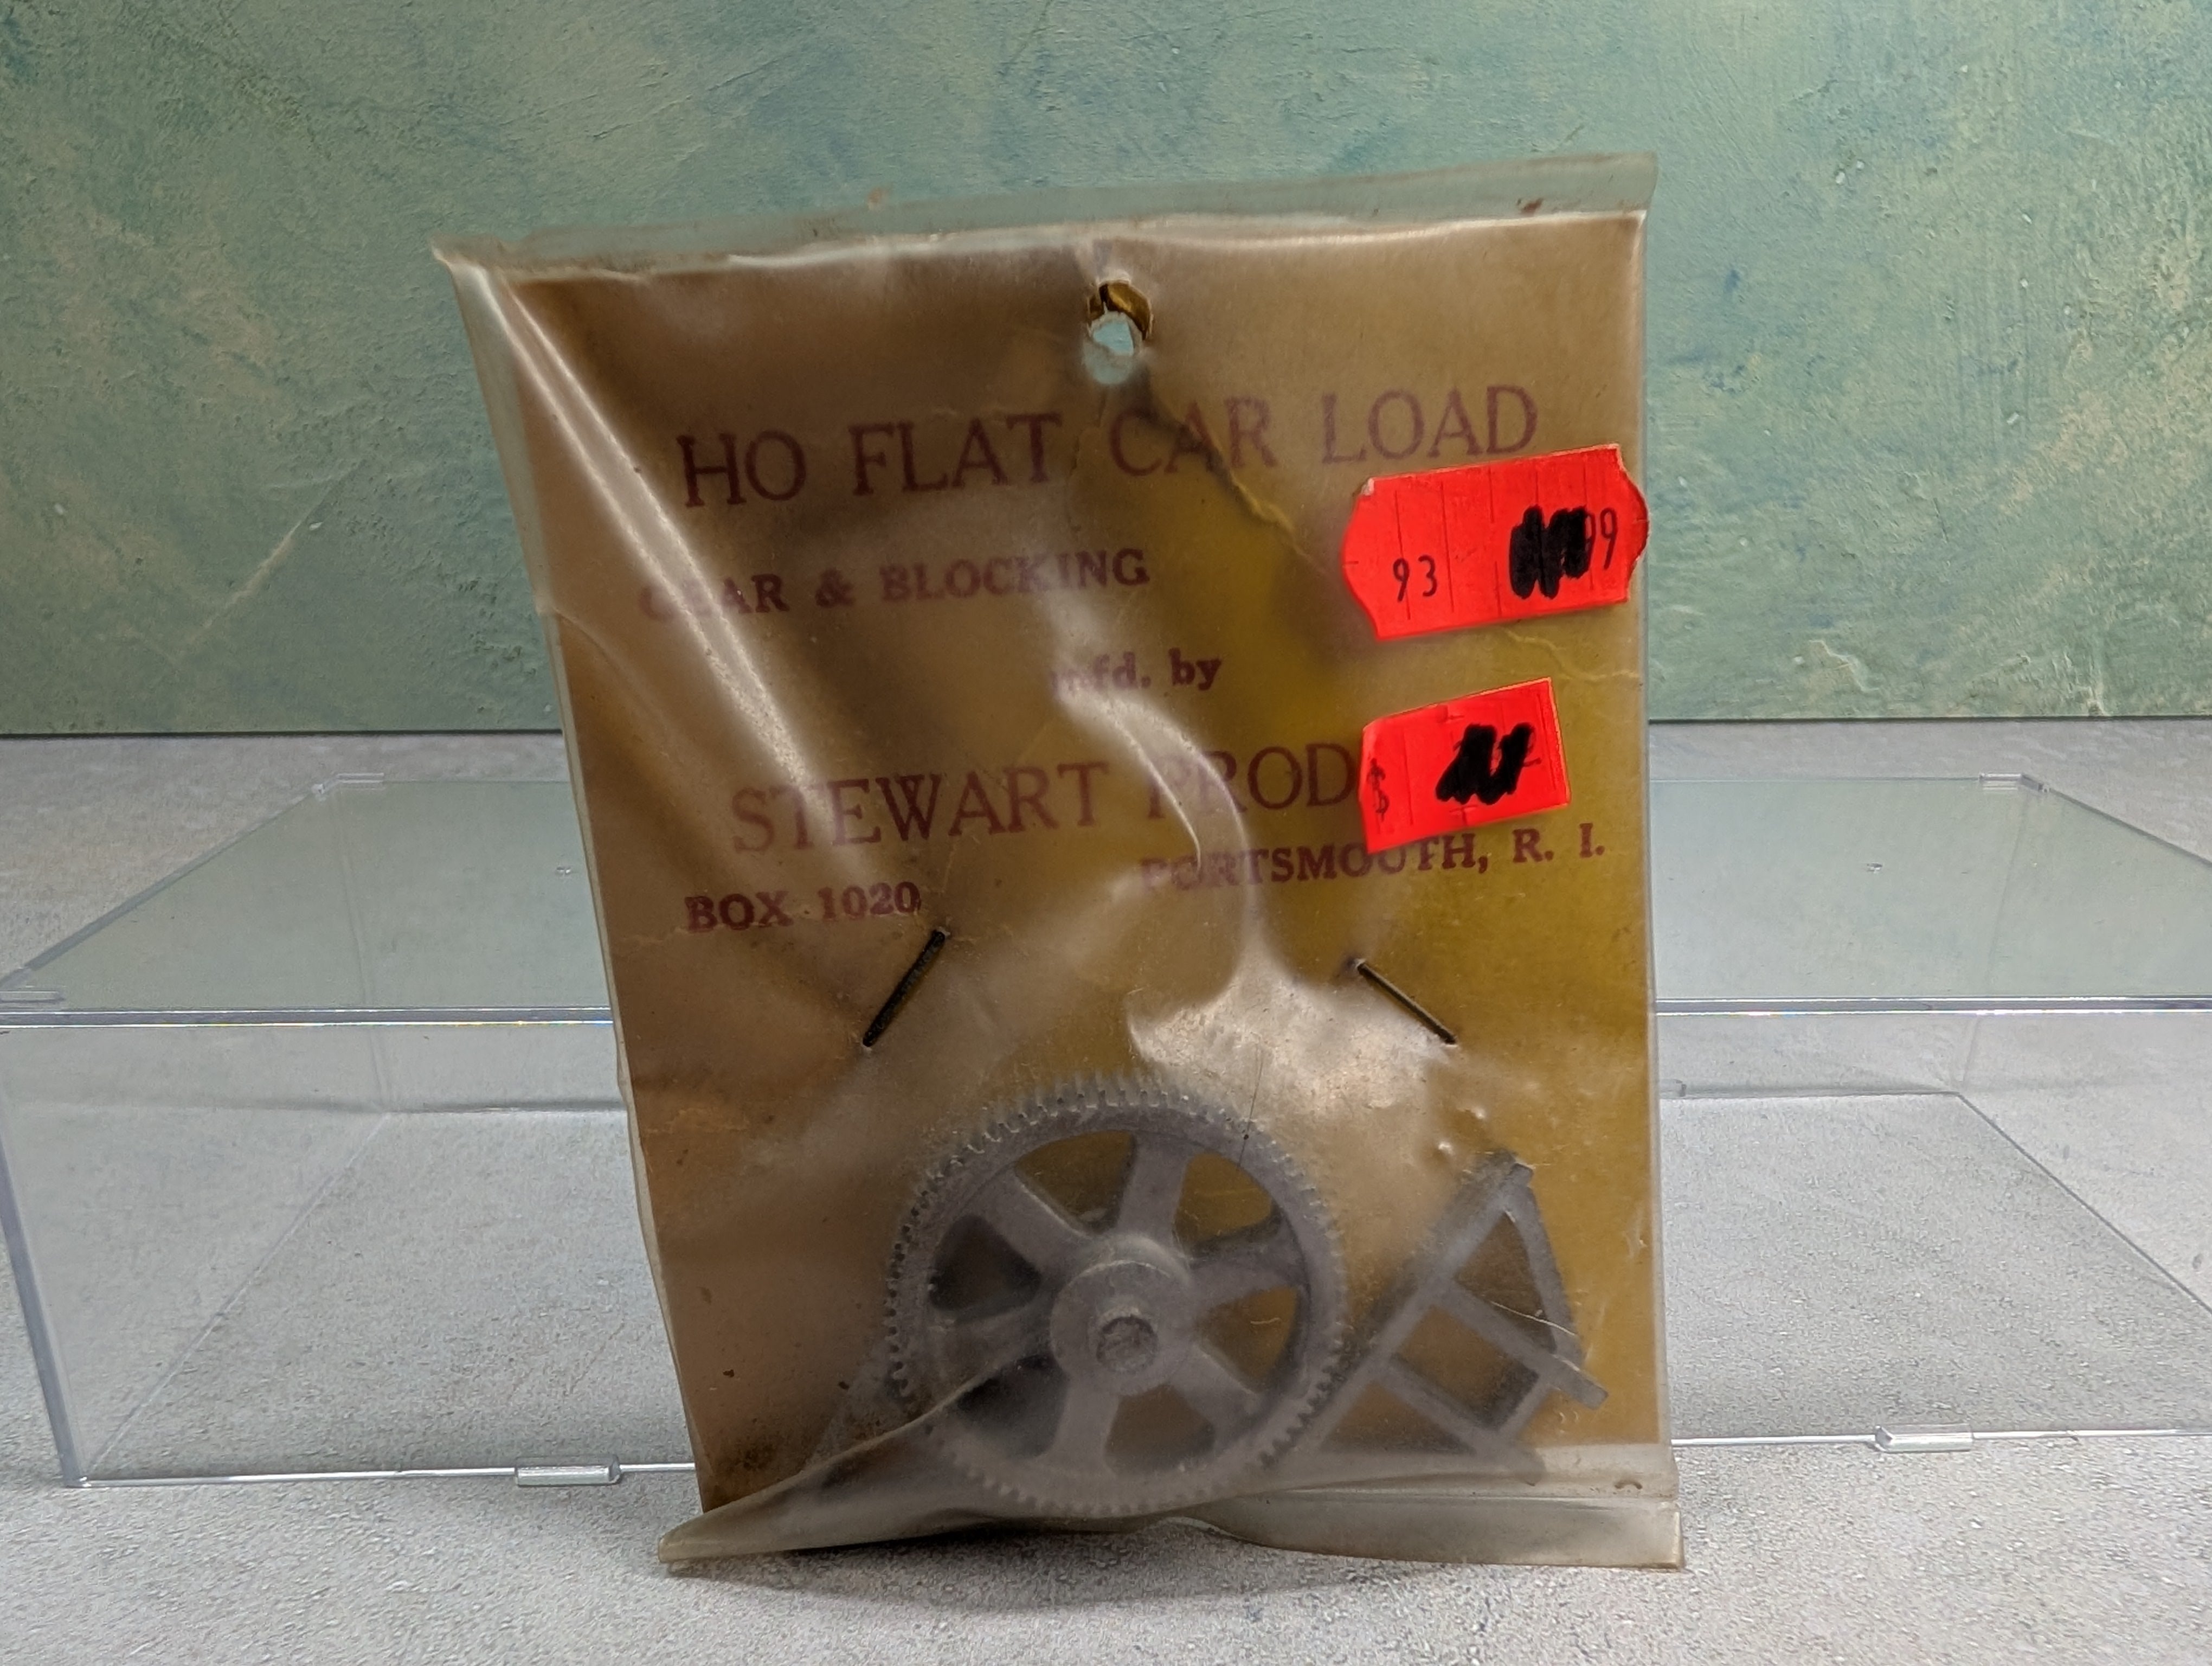 HO FLAT CAR LOAD
GEAR & BLOCKING
93 99
mfd. by
STEWART PROD
$
PORTSMOUTH, R. I.
BOX 1020